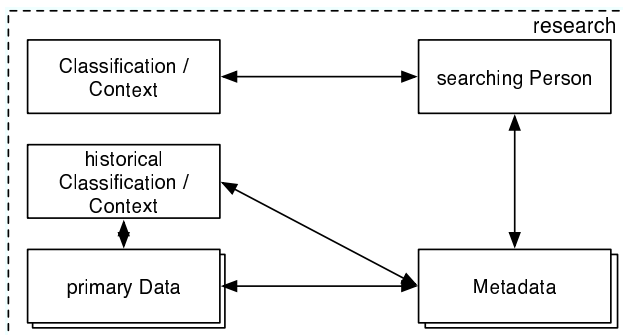 research
Classification /
Context
searching Person
historical
Classification /
Context
primary Data
Metadata